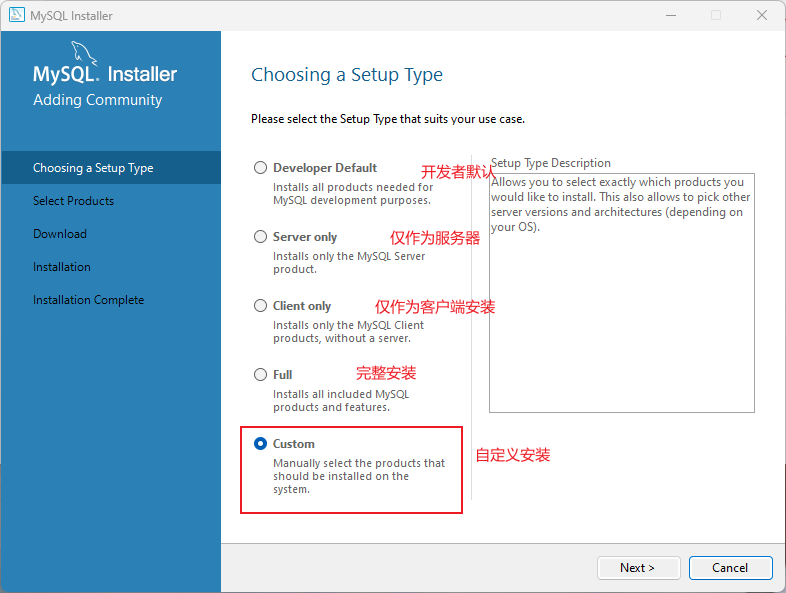 MySQL Installer
MySQL. Installer
Adding Community
Choosing a Setup Type
Select Products
Download
Installation
Installation Complete
Choosing a Setup Type
Please select the Setup Type that suits your use case.
Developer Default
开发者默认
Installs all products needed for
MySQL development purposes.
Server only
仅作为服务器
Installs only the MySQL Server
product.
Client only
仅作为客户端安装
Installs only the MySQL Client
products, without a server.
Full
完整安装
Installs all included MySQL
products and features.
Custom
Manually select the products that
should be installed on the
system.
自定义安装
Setup Type Description
Allows you to select exactly which products you
would like to install. This also allows to pick other
server versions and architectures (depending on
your OS).
Next >
Cancel